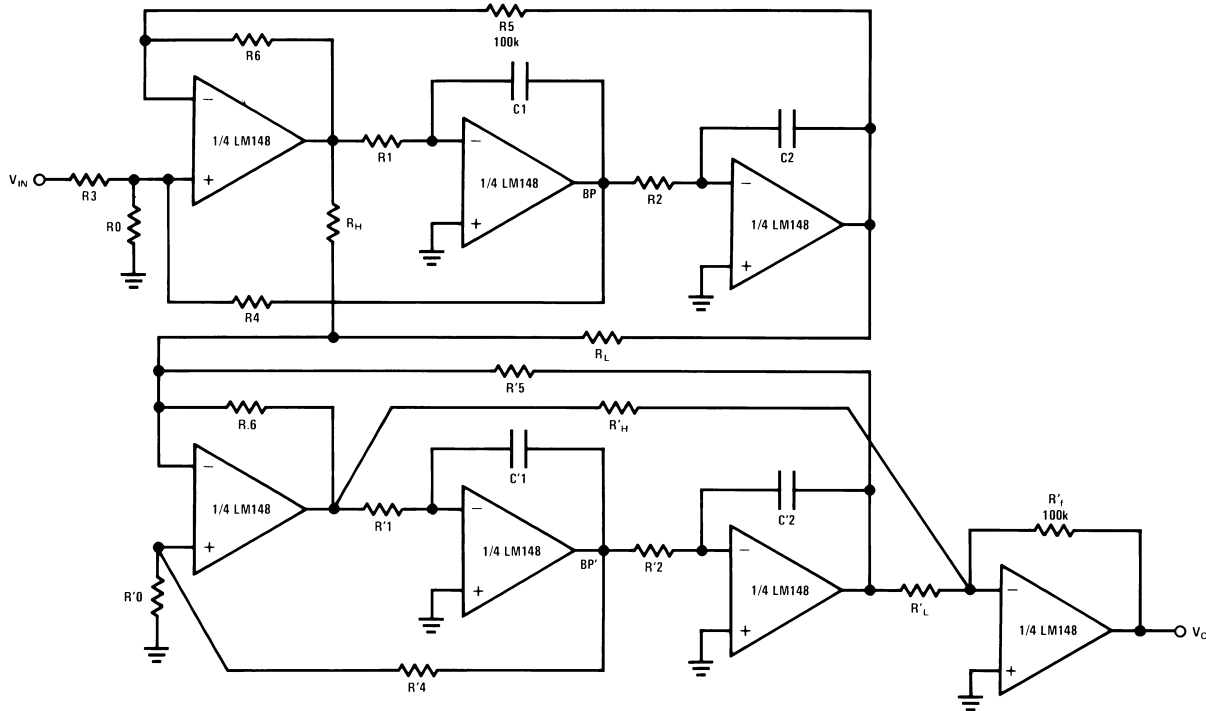 R5
100k
R6
C1
C2
1/4 LM148
R1
1/4 LM148
BP
R2
1/4 LM148
VIN
R3
R0
RH
R4
RL
R'5
R.6
R'H
C'1
C'2
R'f
100k
1/4 LM148
R'1
1/4 LM148
BP'
R'2
1/4 LM148
R'L
1/4 LM148
R'0
R'4